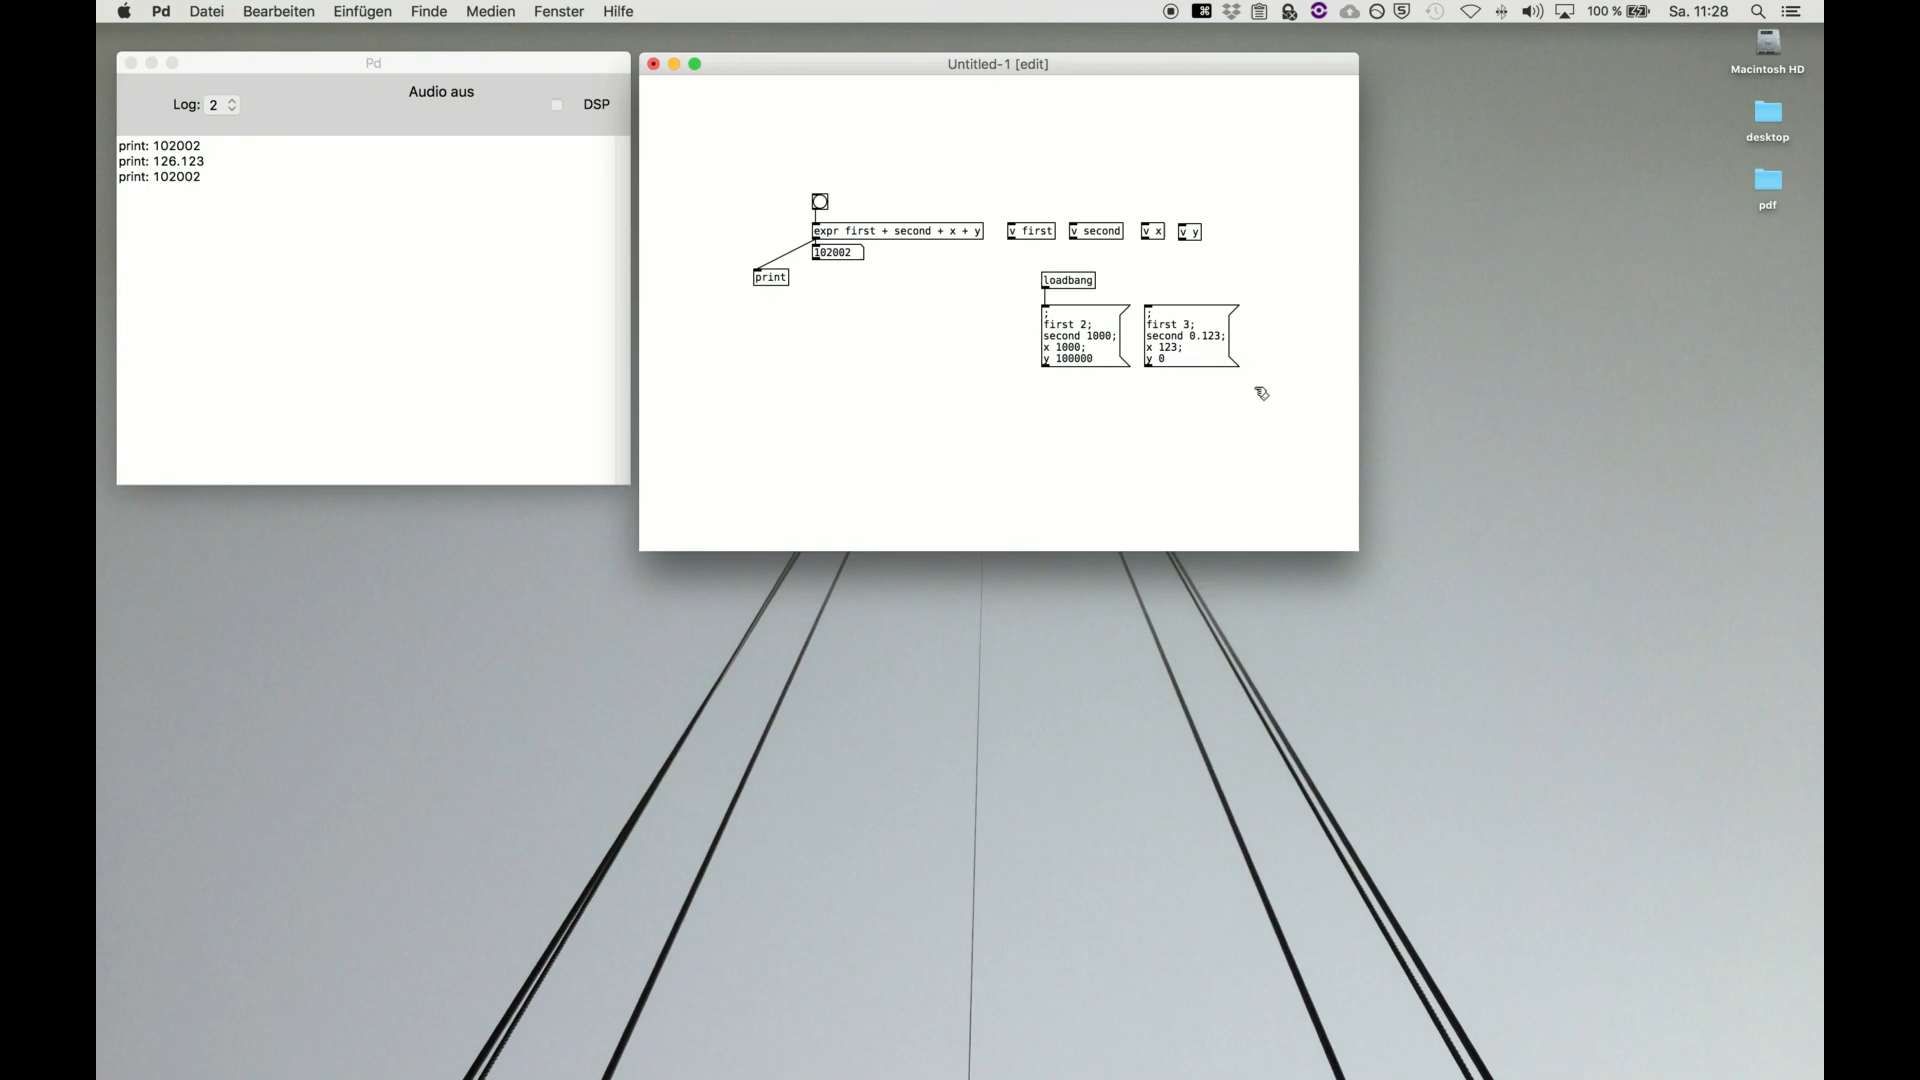 Pd Datei Bearbeiten Einfügen Finde Medien Fenster Hilfe 100 % Sa. 11:28
Pd
Log: 2
Audio aus
DSP
print: 102002
print: 126.123
print: 102002
Untitled-1 [edit]
expr first + second + x + y
v first
v second
v x
v y
102002
print
loadbang
;
first 2;
second 1000;
x 1000;
y 100000
;
first 3;
second 0.123;
x 123;
y 0
Macintosh HD
desktop
pdf